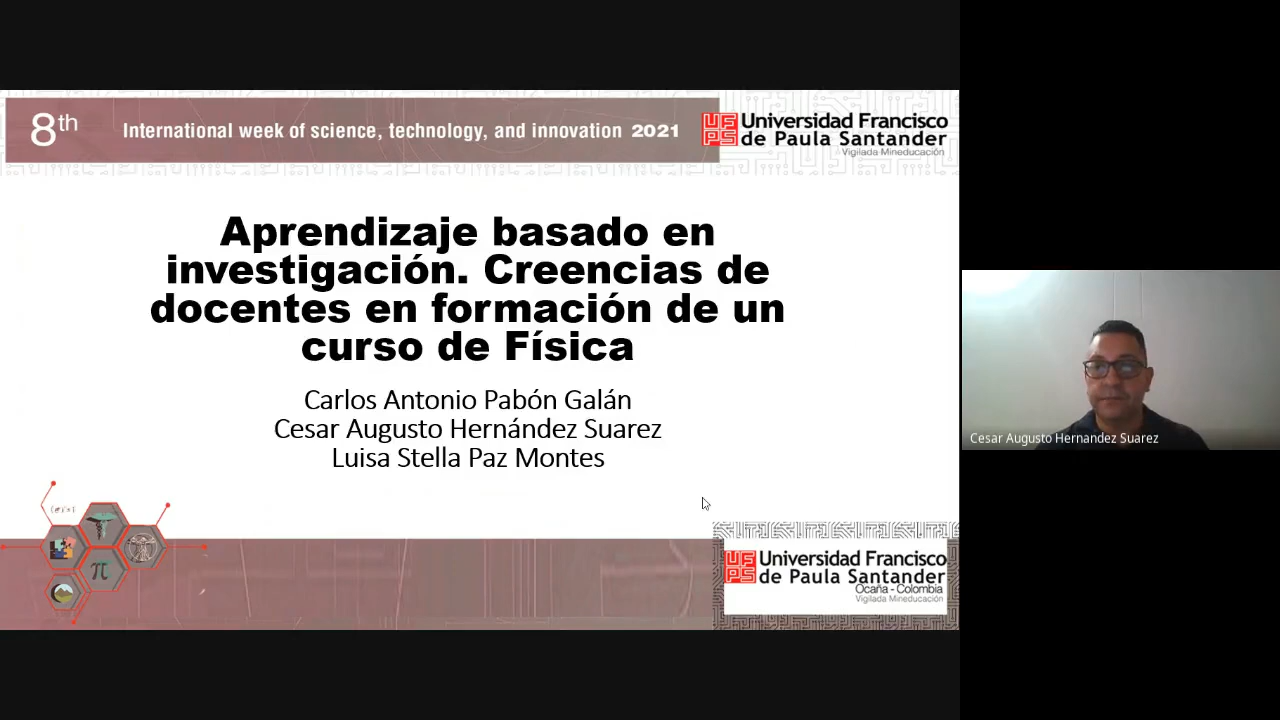 8th
International week of science, technology, and innovation 2021
UFPS
Universidad Francisco
de Paula Santander
Vigilada Mineducación
Aprendizaje basado en
investigación. Creencias de
docentes en formación de un
curso de Física
Carlos Antonio Pabón Galán
Cesar Augusto Hernández Suarez
Luisa Stella Paz Montes
Cesar Augusto Hernandez Suarez
π
UFPS
Universidad Francisco
de Paula Santander
Ocaña - Colombia
Vigilada Mineducación